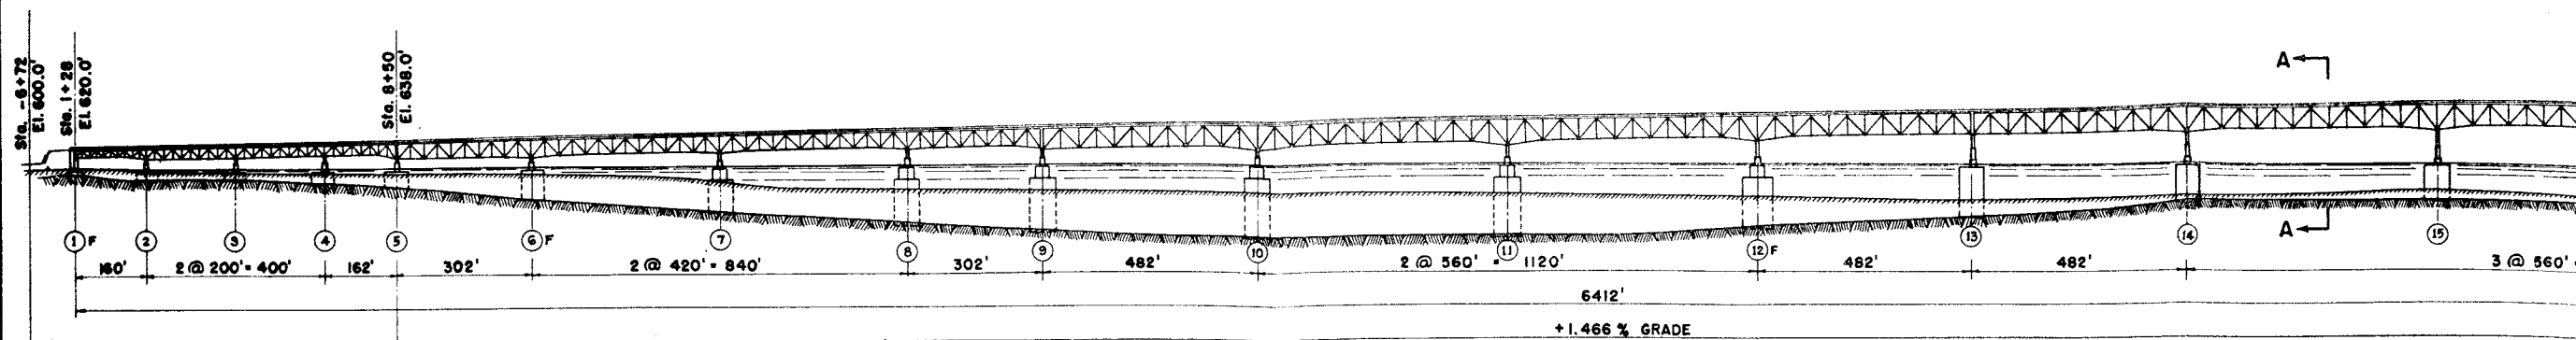 Sta. -6+72
El. 600.0'
Sta. 1+28
El. 620.0'
Sta. 8+50
El. 638.0'
A
A
1 F
2
3
4
5
6 F
7
8
9
10
11
12 F
13
14
15
160'
2 @ 200' = 400'
162'
302'
2 @ 420' = 840'
302'
482'
2 @ 560' = 1120'
482'
482'
3 @ 560'
6412'
+1.466 % GRADE